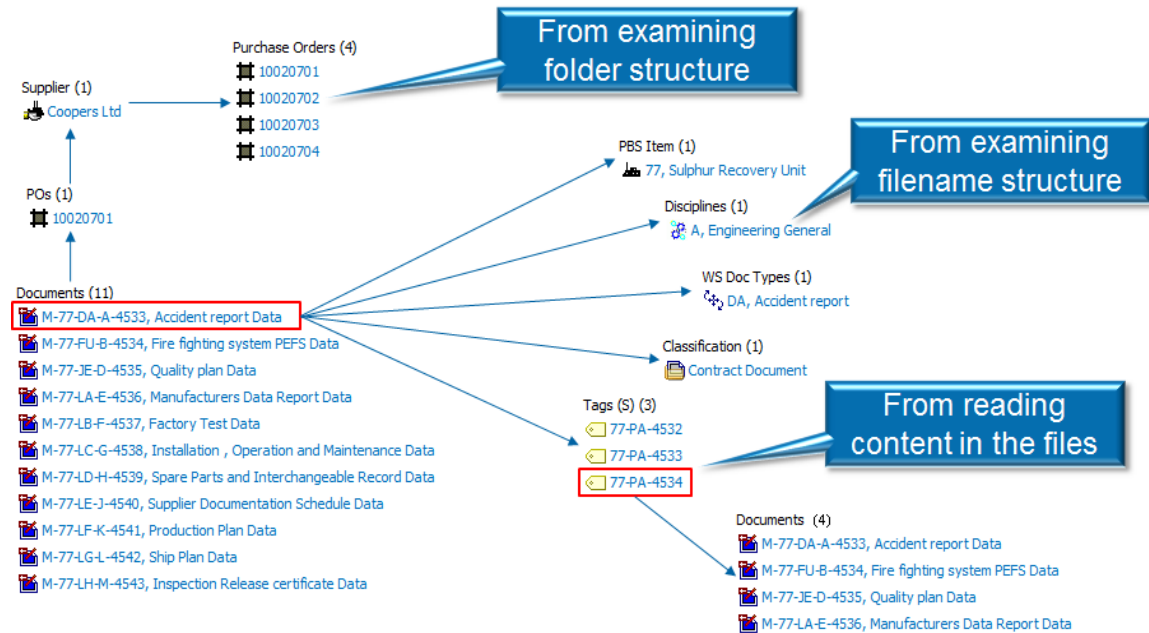 Purchase Orders (4)
10020701
10020702
10020703
10020704
From examining
folder structure
Supplier (1)
Coopers Ltd
POs (1)
10020701
PBS Item (1)
77, Sulphur Recovery Unit
Disciplines (1)
A, Engineering General
From examining
filename structure
WS Doc Types (1)
DA, Accident report
Classification (1)
Contract Document
Documents (11)
M-77-DA-A-4533, Accident report Data
M-77-FU-B-4534, Fire fighting system PEFS Data
M-77-JE-D-4535, Quality plan Data
M-77-LA-E-4536, Manufacturers Data Report Data
M-77-LB-F-4537, Factory Test Data
M-77-LC-G-4538, Installation , Operation and Maintenance Data
M-77-LD-H-4539, Spare Parts and Interchangeable Record Data
M-77-LE-J-4540, Supplier Documentation Schedule Data
M-77-LF-K-4541, Production Plan Data
M-77-LG-L-4542, Ship Plan Data
M-77-LH-M-4543, Inspection Release certificate Data
Tags (S) (3)
77-PA-4532
77-PA-4533
77-PA-4534
From reading
content in the files
Documents (4)
M-77-DA-A-4533, Accident report Data
M-77-FU-B-4534, Fire fighting system PEFS Data
M-77-JE-D-4535, Quality plan Data
M-77-LA-E-4536, Manufacturers Data Report Data